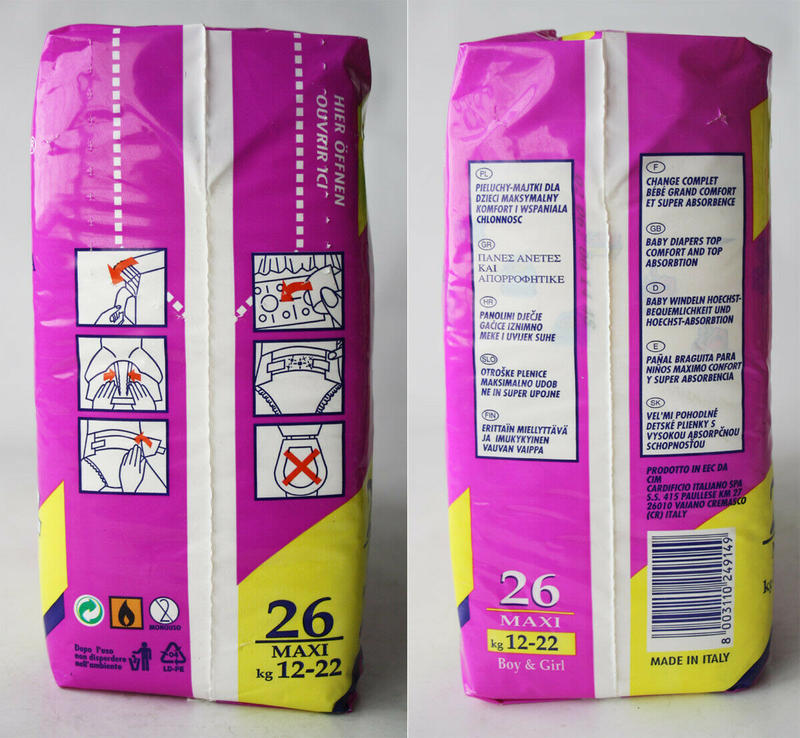 HIER ÖFFNEN
OUVRIR ICI
MONOUSO
Dopo l'uso
non disperdere
nell'ambiente
04
LD-PE
26
MAXI
kg 12-22
PL
PIELUCHY-MAJTKI DLA
DZIECI MAKSYMALNY
KOMFORT I WSPANIALA
CHLONNOSC
GR
ΠΑΝΕΣ ΑΝΕΤΕΣ
ΚΑΙ
ΑΠΟΡΡΟΦΗΤΙΚΕ
HR
PANOLINI DJEČJE
GAĆICE IZNIMNO
MEKE I UVIJEK SUHE
SLO
OTROŠKE PLENICE
MAKSIMALNO UDOB
NE IN SUPER UPOJNE
FIN
ERITTAIN MIELLYTTÄVÄ
JA IMUKYKYINEN
VAUVAN VAIPPA
26
MAXI
kg 12-22
Boy & Girl
F
CHANGE COMPLET
BÉBÉ GRAND COMFORT
ET SUPER ABSORBENCE
GB
BABY DIAPERS TOP
COMFORT AND TOP
ABSORBTION
D
BABY WINDELN HOECHST-
BEQUEMLICHKEIT UND
HOECHST-ABSORBTION
E
PAÑAL BRAGUITA PARA
NIÑOS MAXIMO CONFORT
Y SUPER ABSORBENCIA
SK
VEL'MI POHODLNÉ
DETSKÉ PLIENKY S
VYSOKOU ABSORPČNOU
SCHOPNOSŤOU
PRODOTTO IN EEC DA
CIM
CARDIFICIO ITALIANO SPA
S.S. 415 PAULLESE KM 27
26010 VAIANO CREMASCO
(CR) ITALY
8 003110 249149
MADE IN ITALY